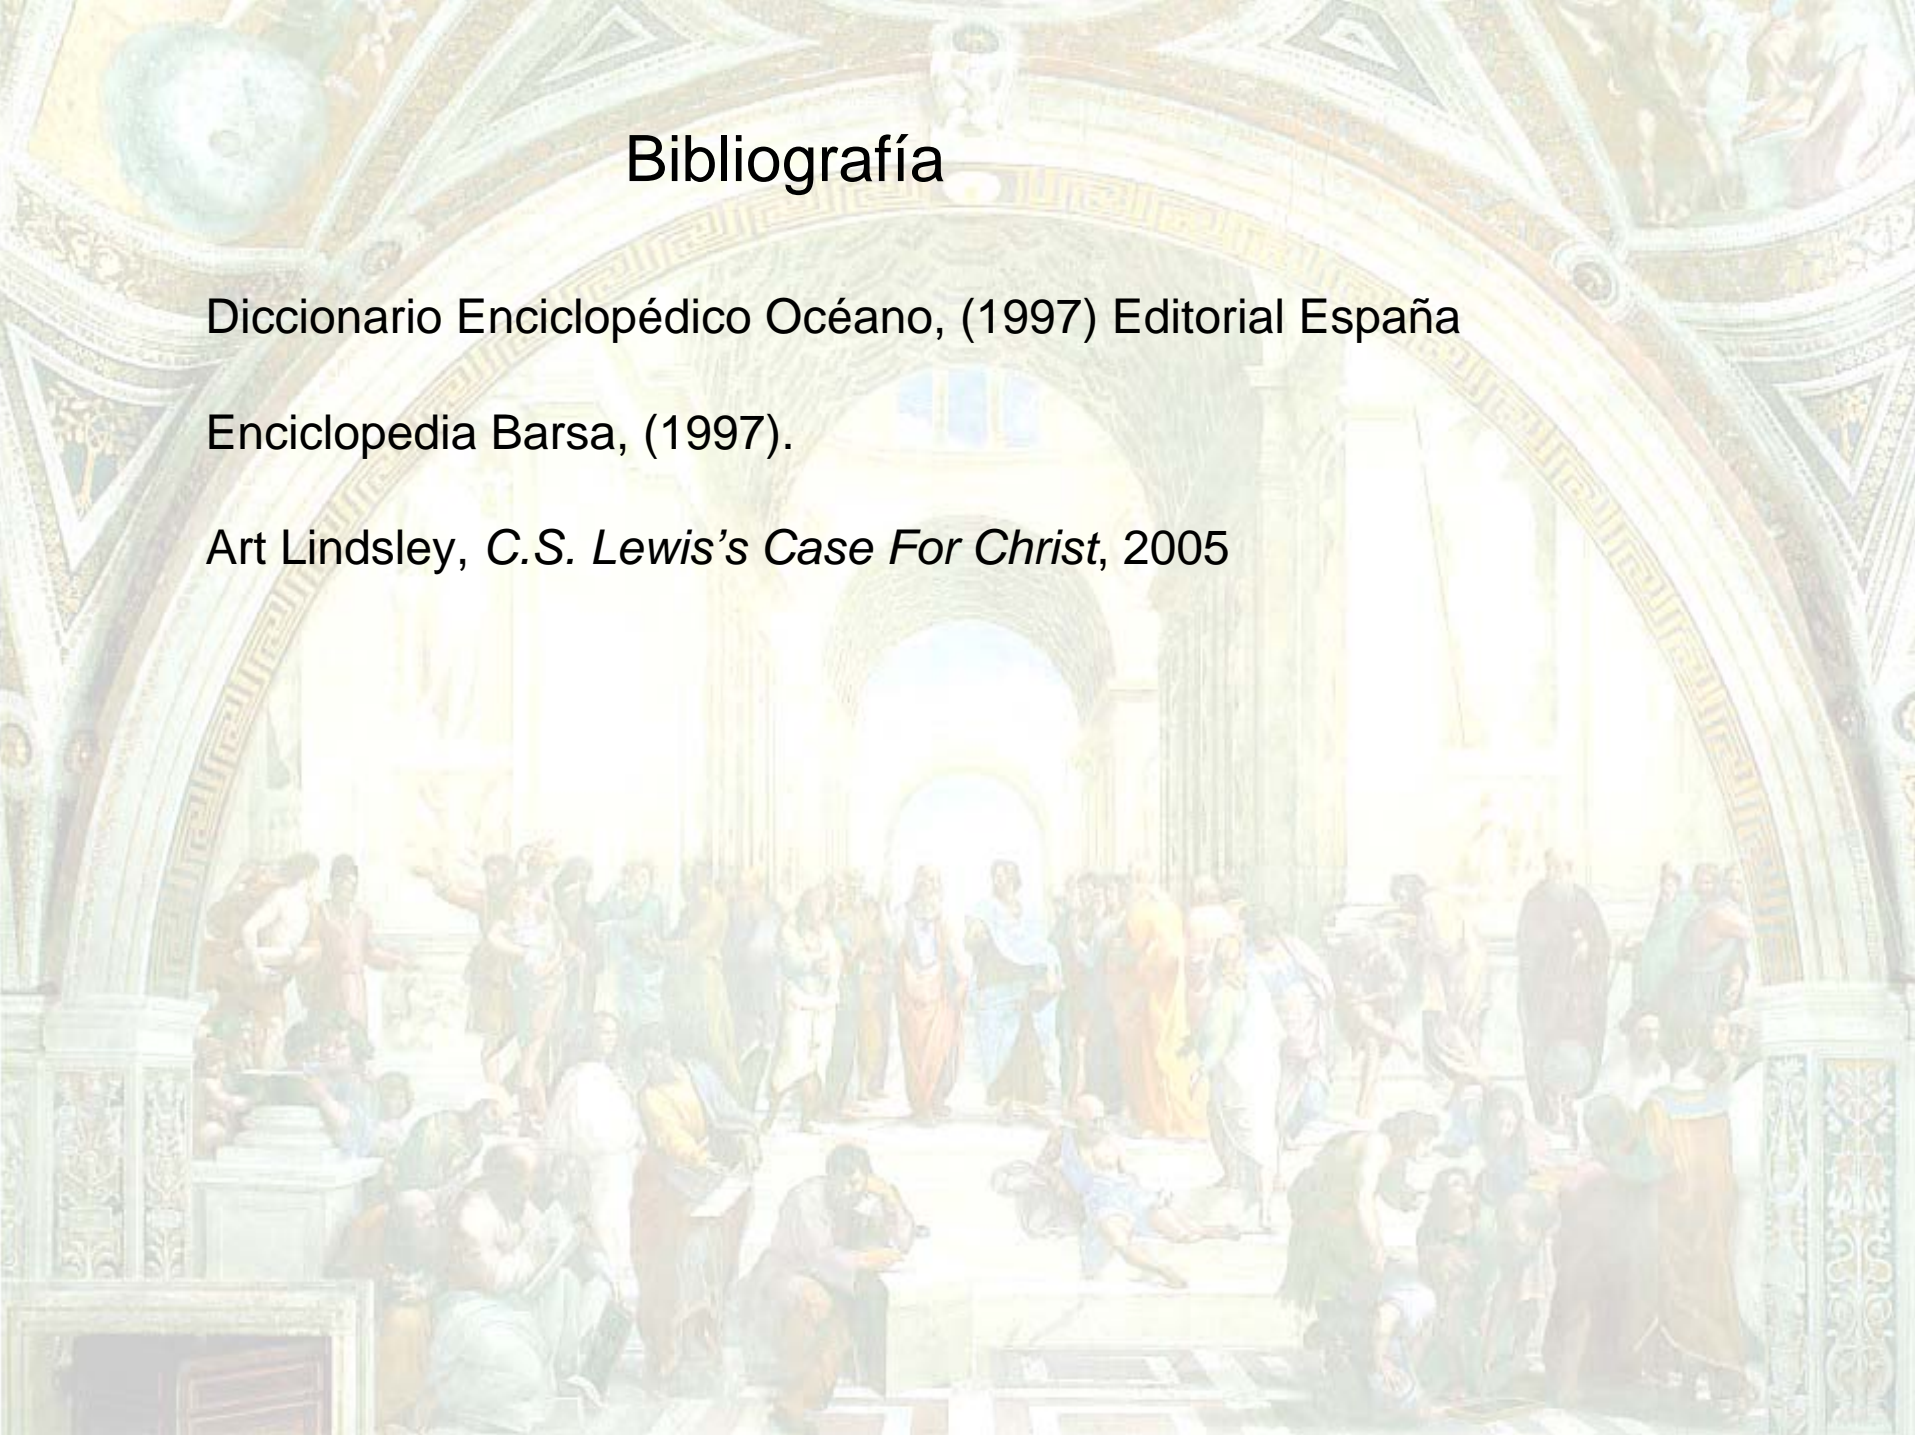 Bibliografía
Diccionario Enciclopédico Océano, (1997) Editorial España
Enciclopedia Barsa, (1997).
Art Lindsley, C.S. Lewis’s Case For Christ, 2005